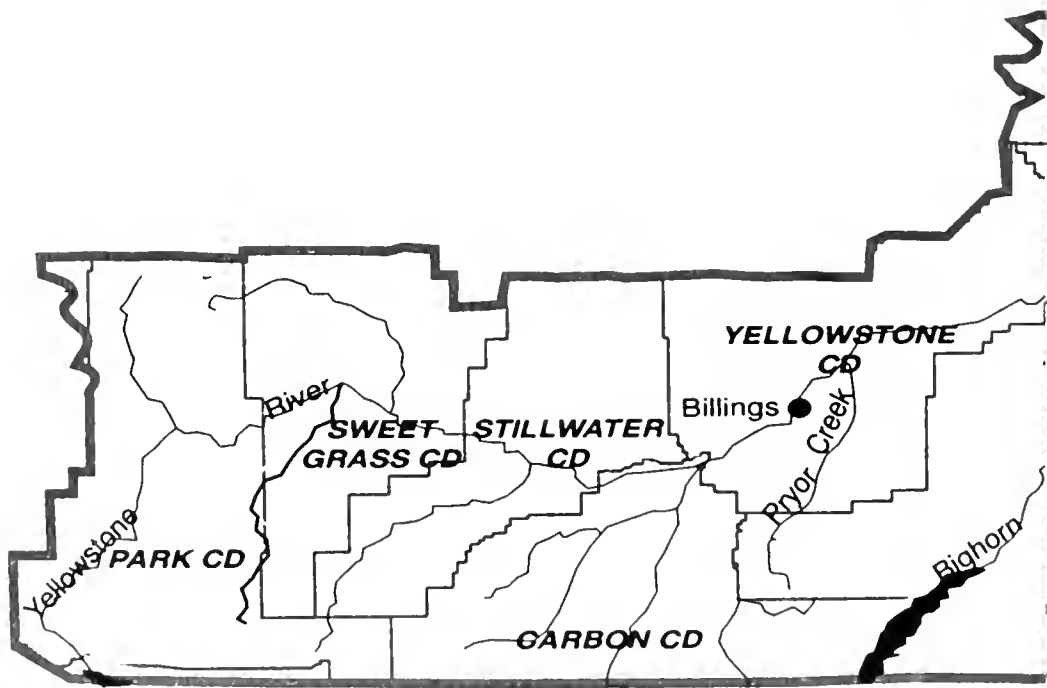 YELLOWSTONE
CD
Billings
River
Creek
SWEET
GRASS CD
STILLWATER
CD
Pryor
Yellowstone
PARK CD
Bighorn
CARBON CD